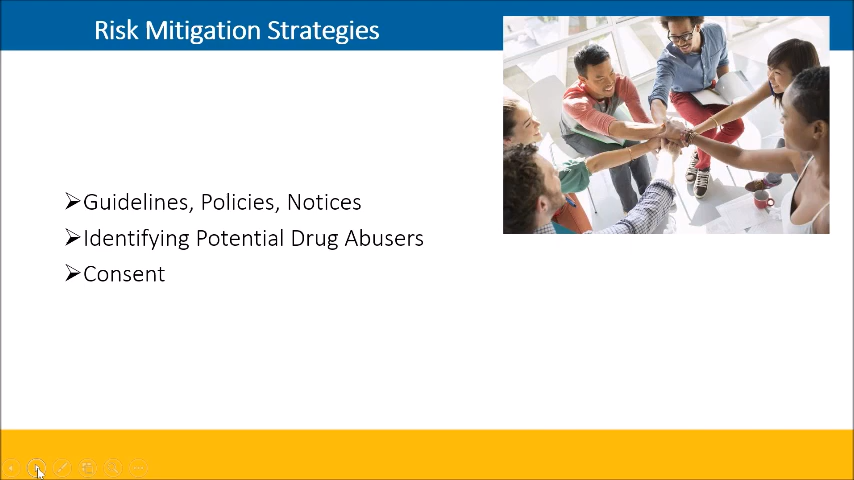 Risk Mitigation Strategies
➢Guidelines, Policies, Notices
➢Identifying Potential Drug Abusers
➢Consent